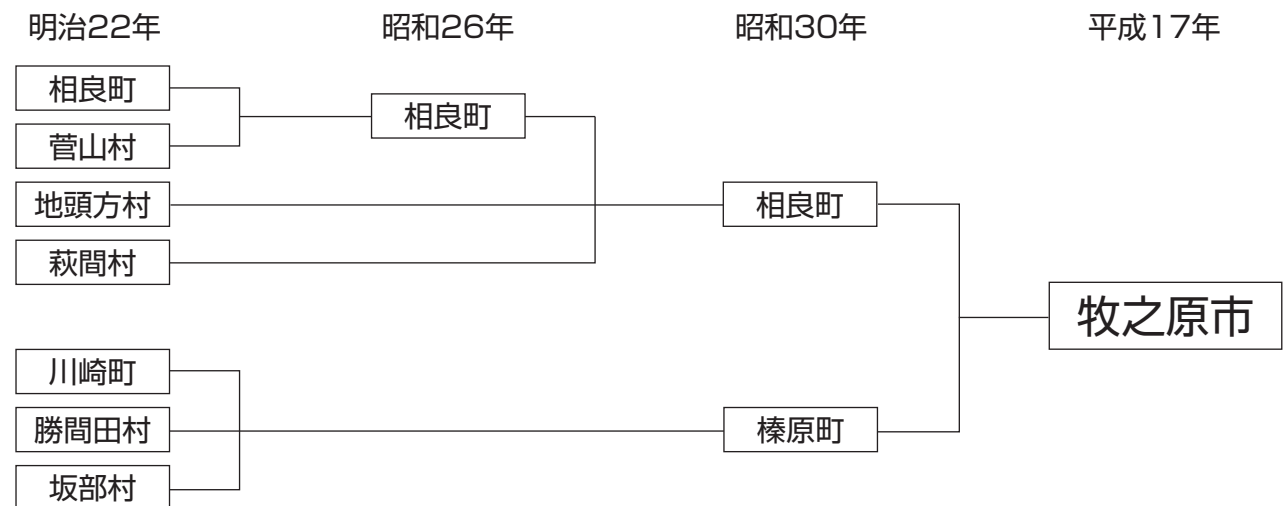 明治22年 昭和26年 昭和30年 平成17年
相良町
菅山村
地頭方村
萩間村
川崎町
勝間田村
坂部村
相良町
相良町
榛原町
牧之原市